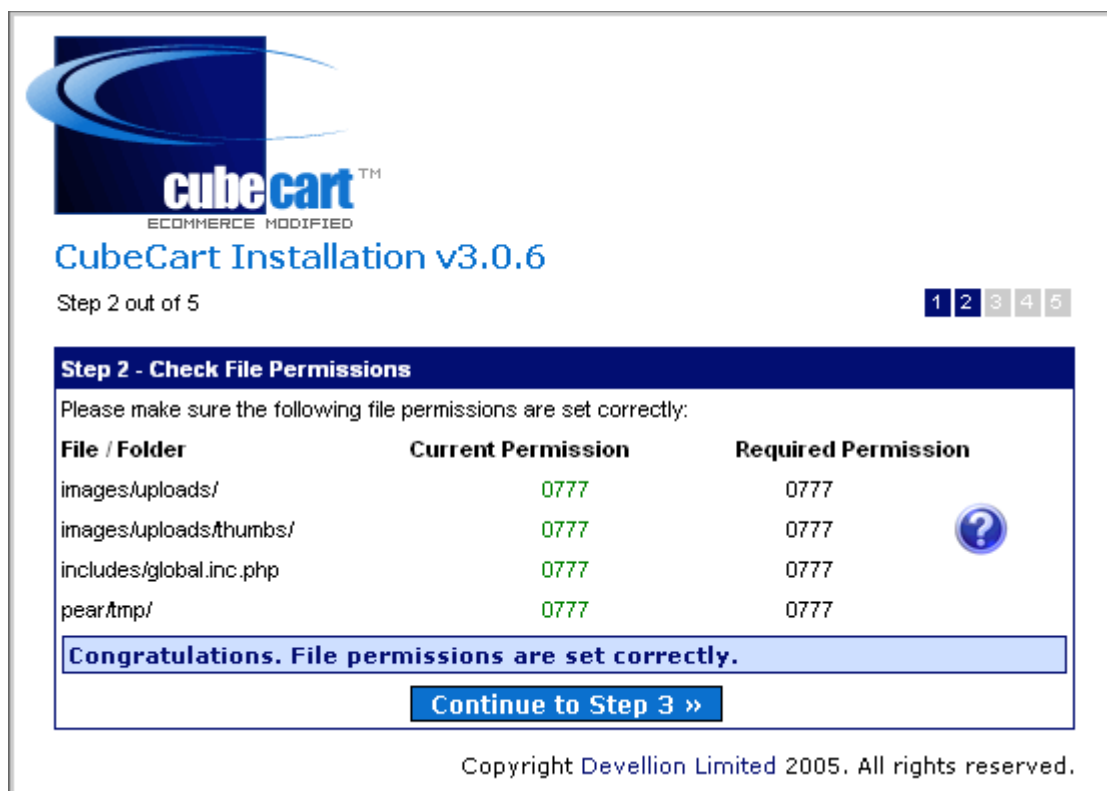 cubecart™
ECOMMERCE MODIFIED
CubeCart Installation v3.0.6
Step 2 out of 5
1 2 3 4 5
Step 2 - Check File Permissions
Please make sure the following file permissions are set correctly:
File / Folder Current Permission Required Permission
images/uploads/ 0777 0777
images/uploads/thumbs/ 0777 0777
?
includes/global.inc.php 0777 0777
pear/tmp/ 0777 0777
Congratulations. File permissions are set correctly.
Continue to Step 3 »
Copyright Devellion Limited 2005. All rights reserved.